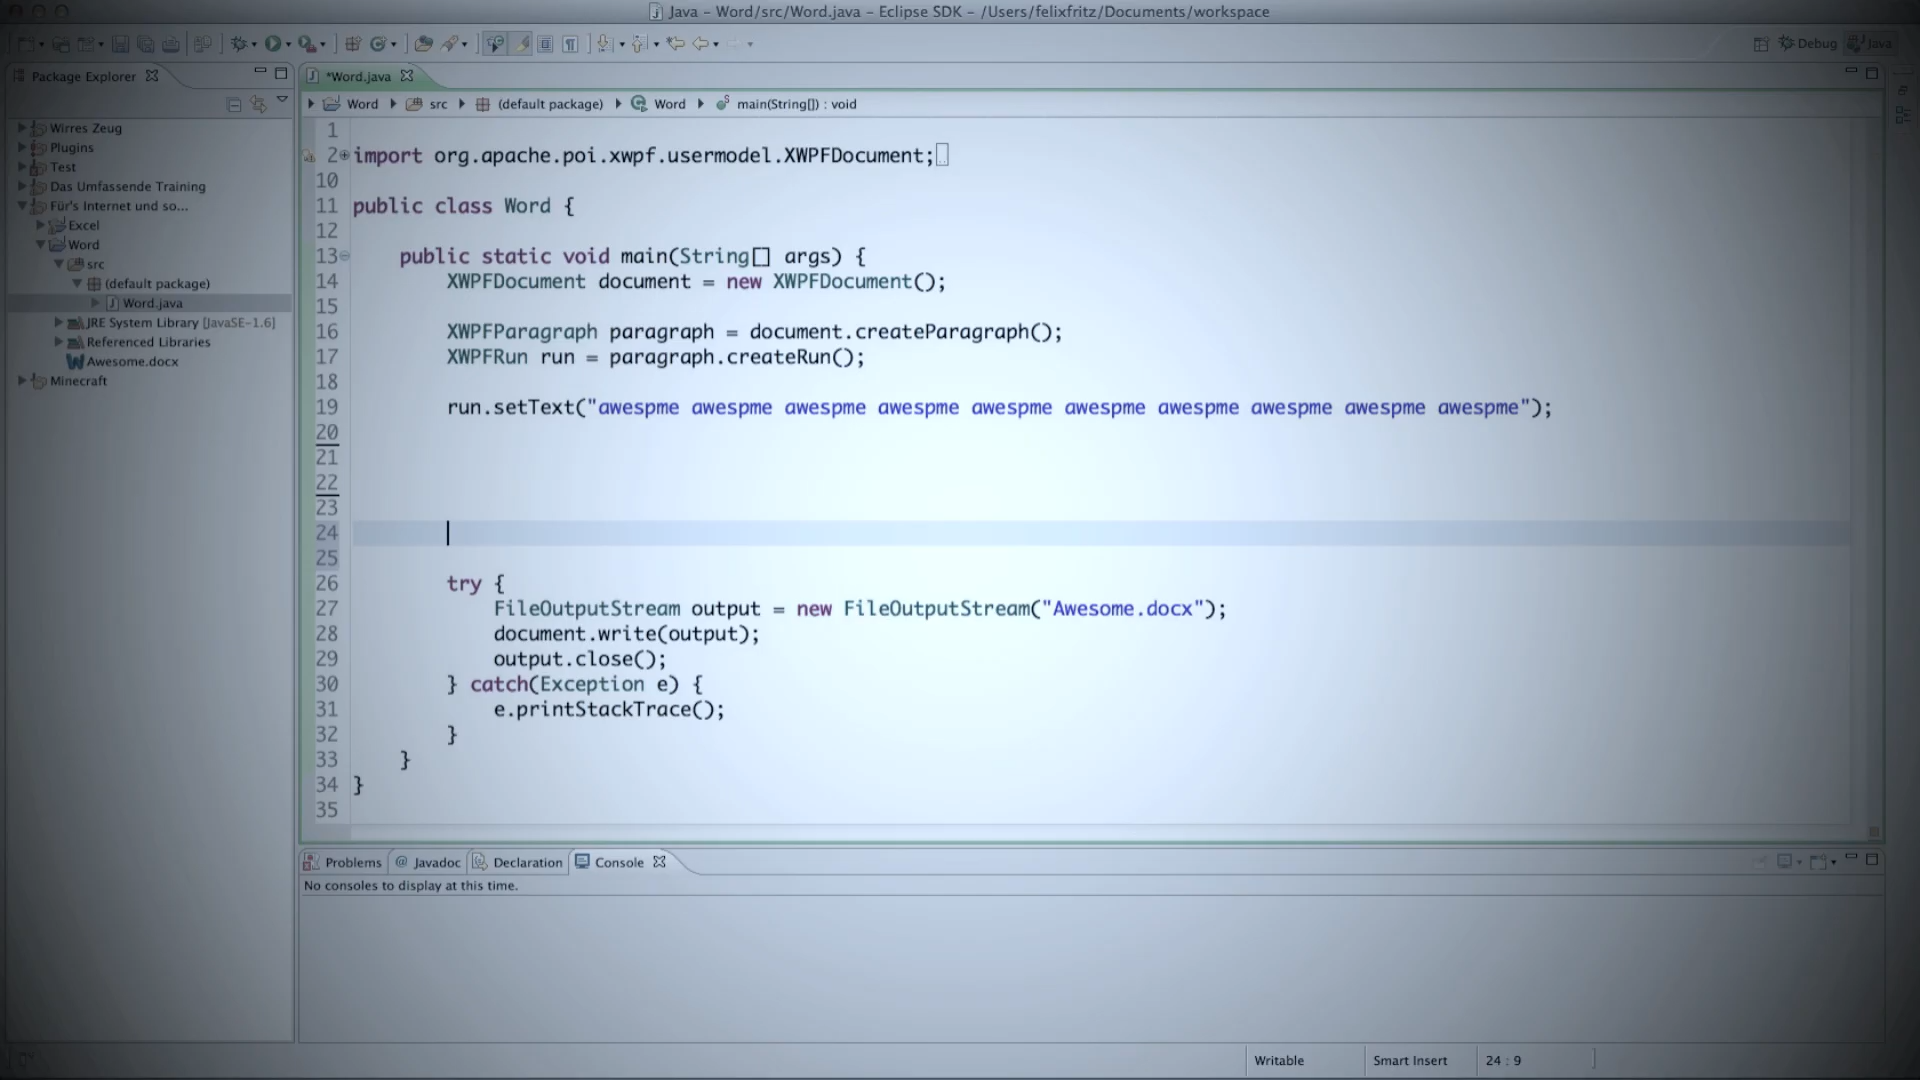 Java – Word/src/Word.java – Eclipse SDK – /Users/felixfritz/Documents/workspace
Debug
Java
Package Explorer
Wirres Zeug
Plugins
Test
Das Umfassende Training
Für's Internet und so...
Excel
Word
src
(default package)
Word.java
JRE System Library [JavaSE-1.6]
Referenced Libraries
Awesome.docx
Minecraft
*Word.java
Word src (default package) Word main(String[]) : void
1
2 import org.apache.poi.xwpf.usermodel.XWPFDocument;
10
11 public class Word {
12
13 public static void main(String[] args) {
14 XWPFDocument document = new XWPFDocument();
15
16 XWPFParagraph paragraph = document.createParagraph();
17 XWPFRun run = paragraph.createRun();
18
19 run.setText("awespme awespme awespme awespme awespme awespme awespme awespme awespme awespme");
20
21
22
23
24
25
26 try {
27 FileOutputStream output = new FileOutputStream("Awesome.docx");
28 document.write(output);
29 output.close();
30 } catch(Exception e) {
31 e.printStackTrace();
32 }
33 }
34 }
35
Problems @ Javadoc Declaration Console
No consoles to display at this time.
Writable Smart Insert 24 : 9